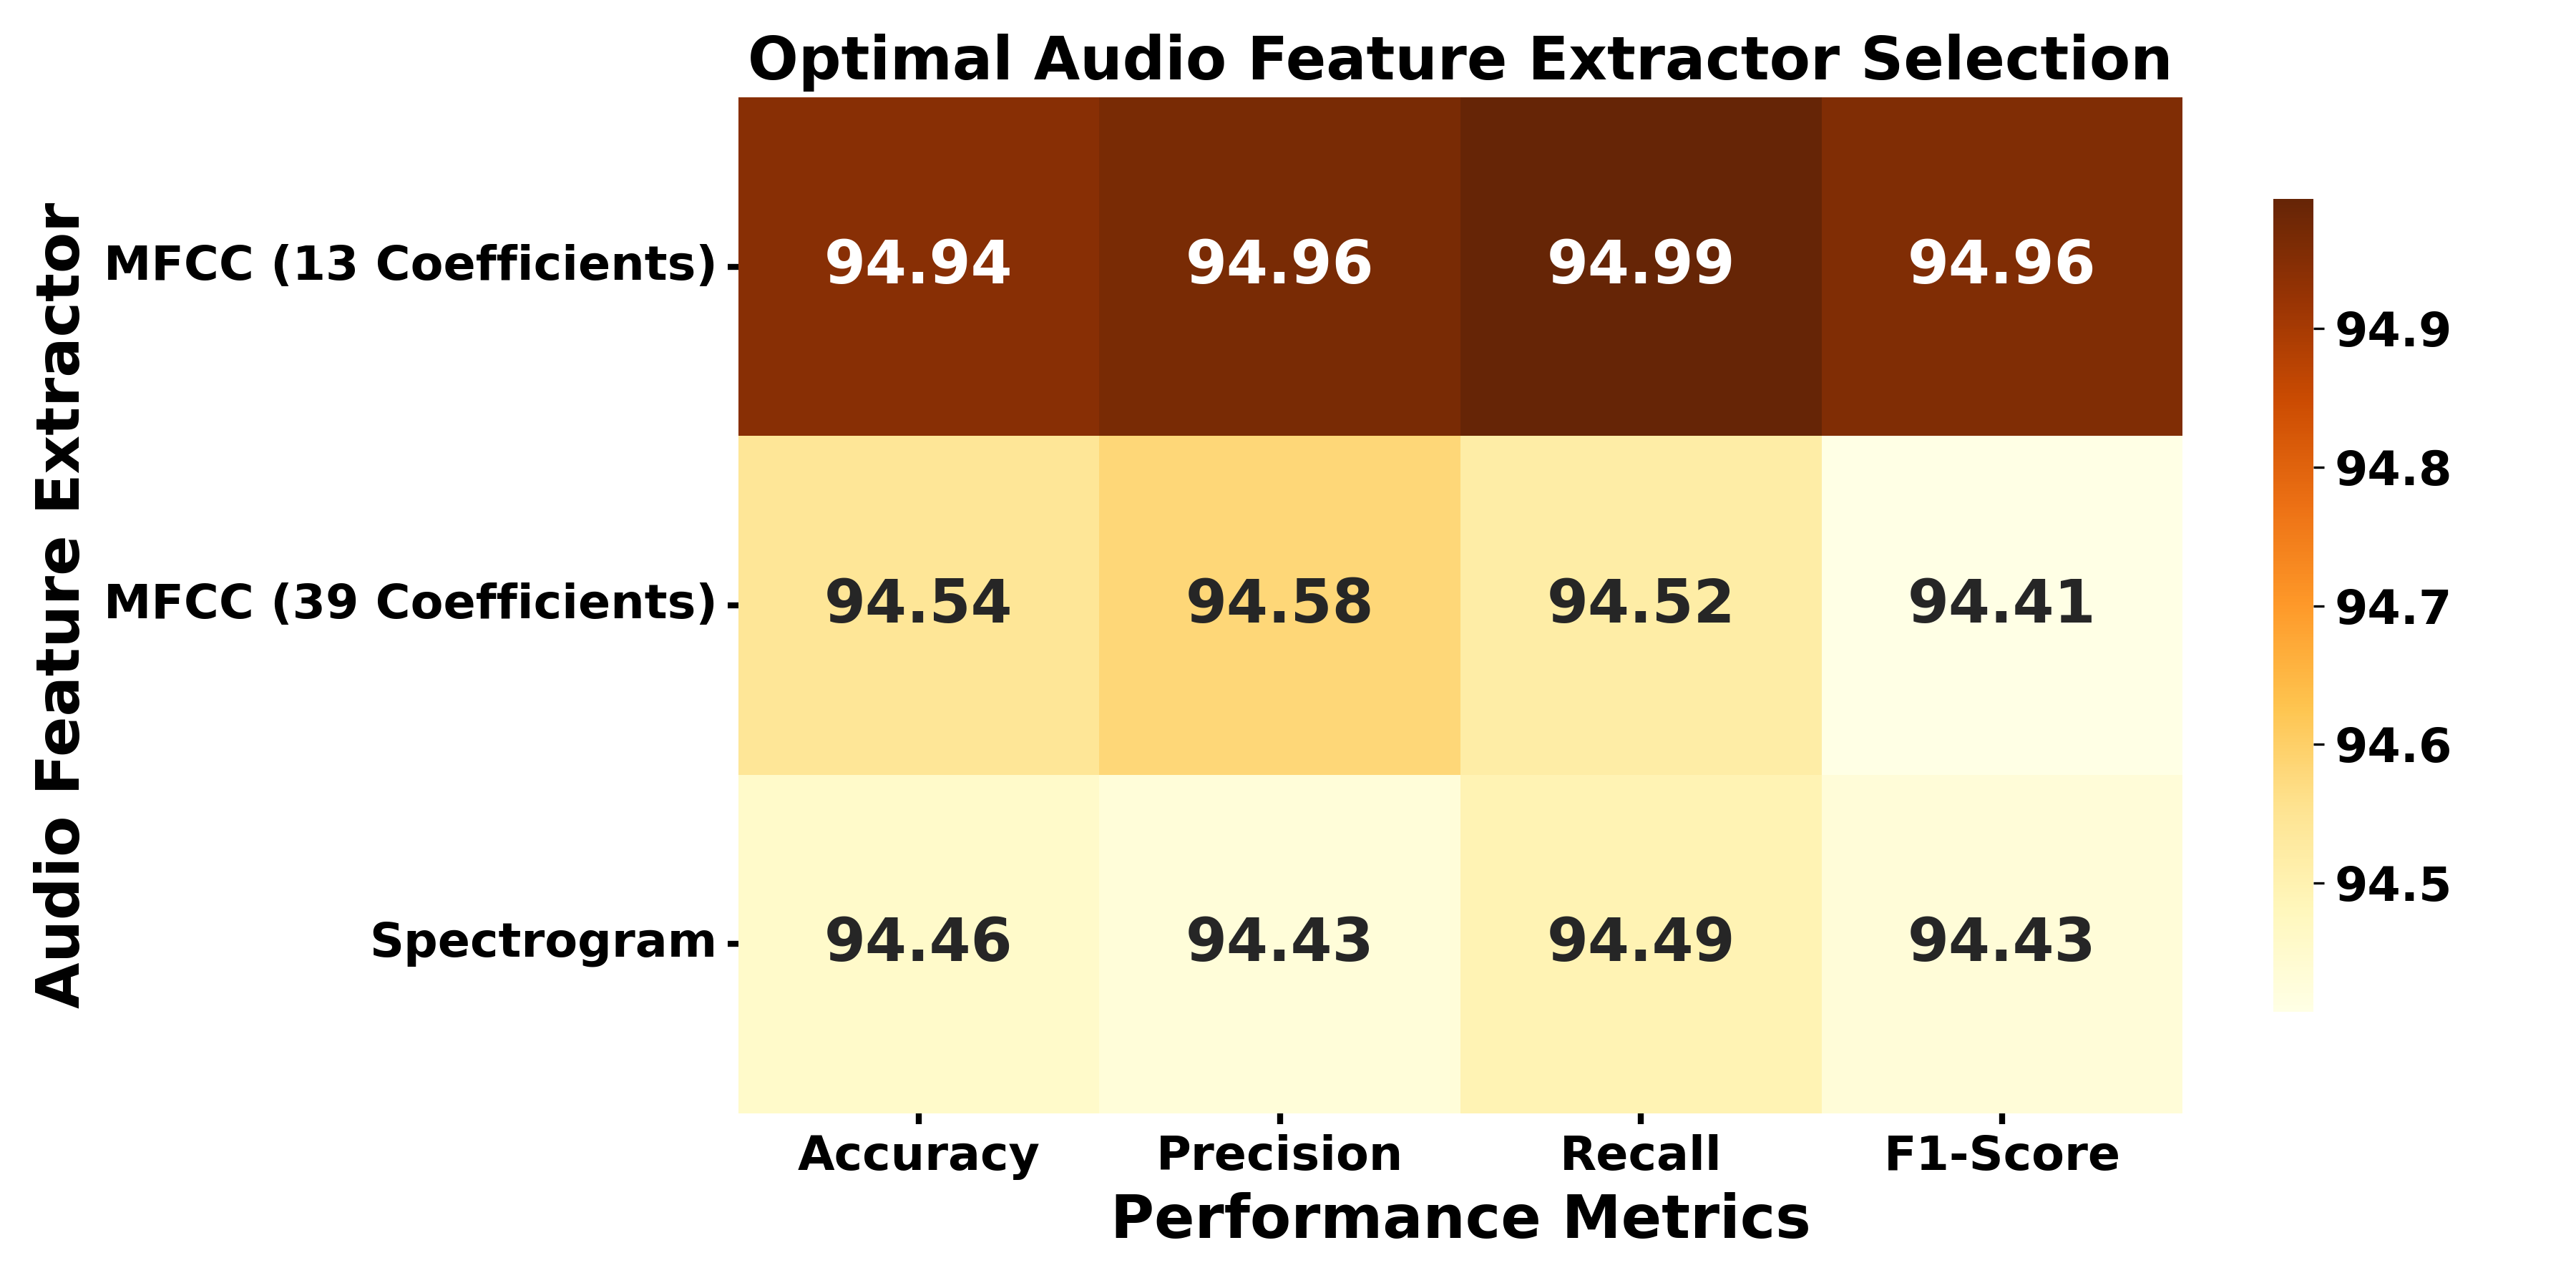 Optimal Audio Feature Extractor Selection
Audio Feature Extractor
MFCC (13 Coefficients) 94.94 94.96 94.99 94.96
MFCC (39 Coefficients) 94.54 94.58 94.52 94.41
Spectrogram 94.46 94.43 94.49 94.43
Accuracy Precision Recall F1-Score
Performance Metrics
94.9
94.8
94.7
94.6
94.5